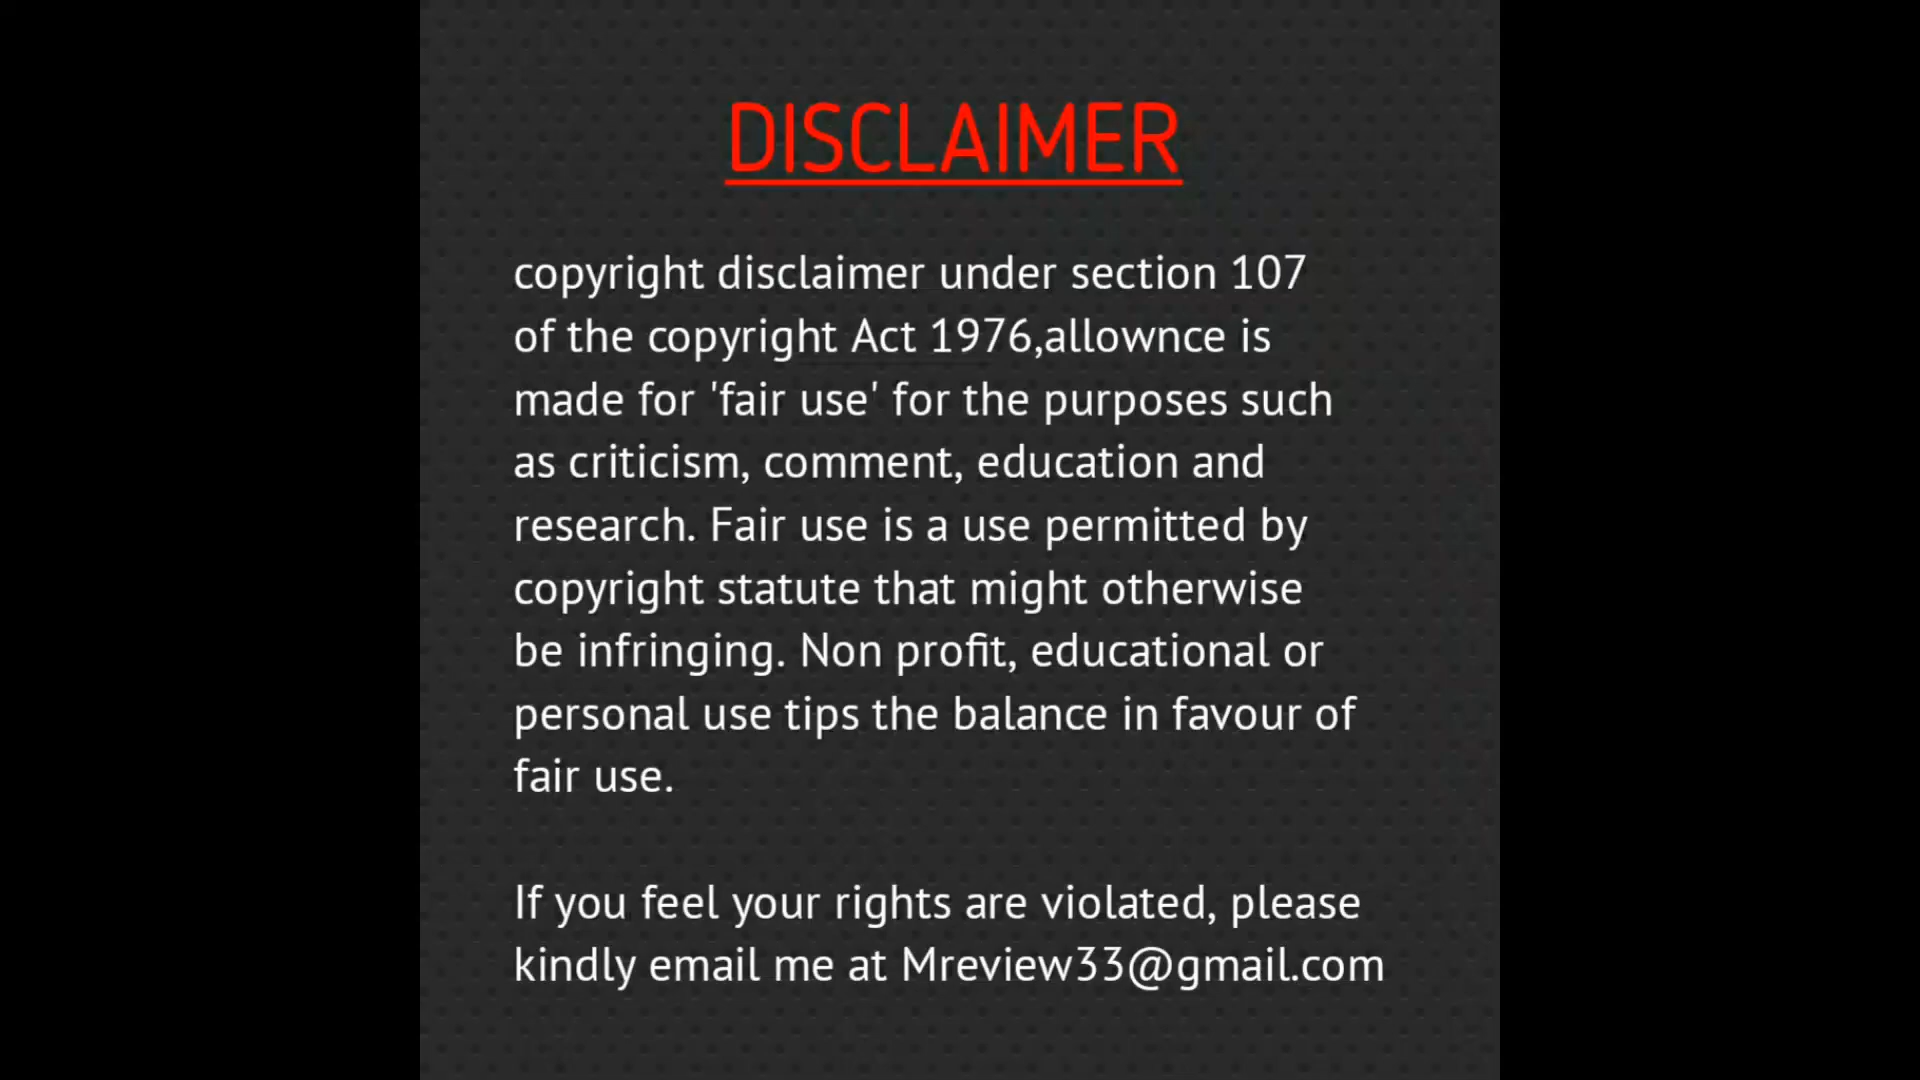 DISCLAIMER
copyright disclaimer under section 107
of the copyright Act 1976,allownce is
made for 'fair use' for the purposes such
as criticism, comment, education and
research. Fair use is a use permitted by
copyright statute that might otherwise
be infringing. Non profit, educational or
personal use tips the balance in favour of
fair use.
If you feel your rights are violated, please
kindly email me at Mreview33@gmail.com